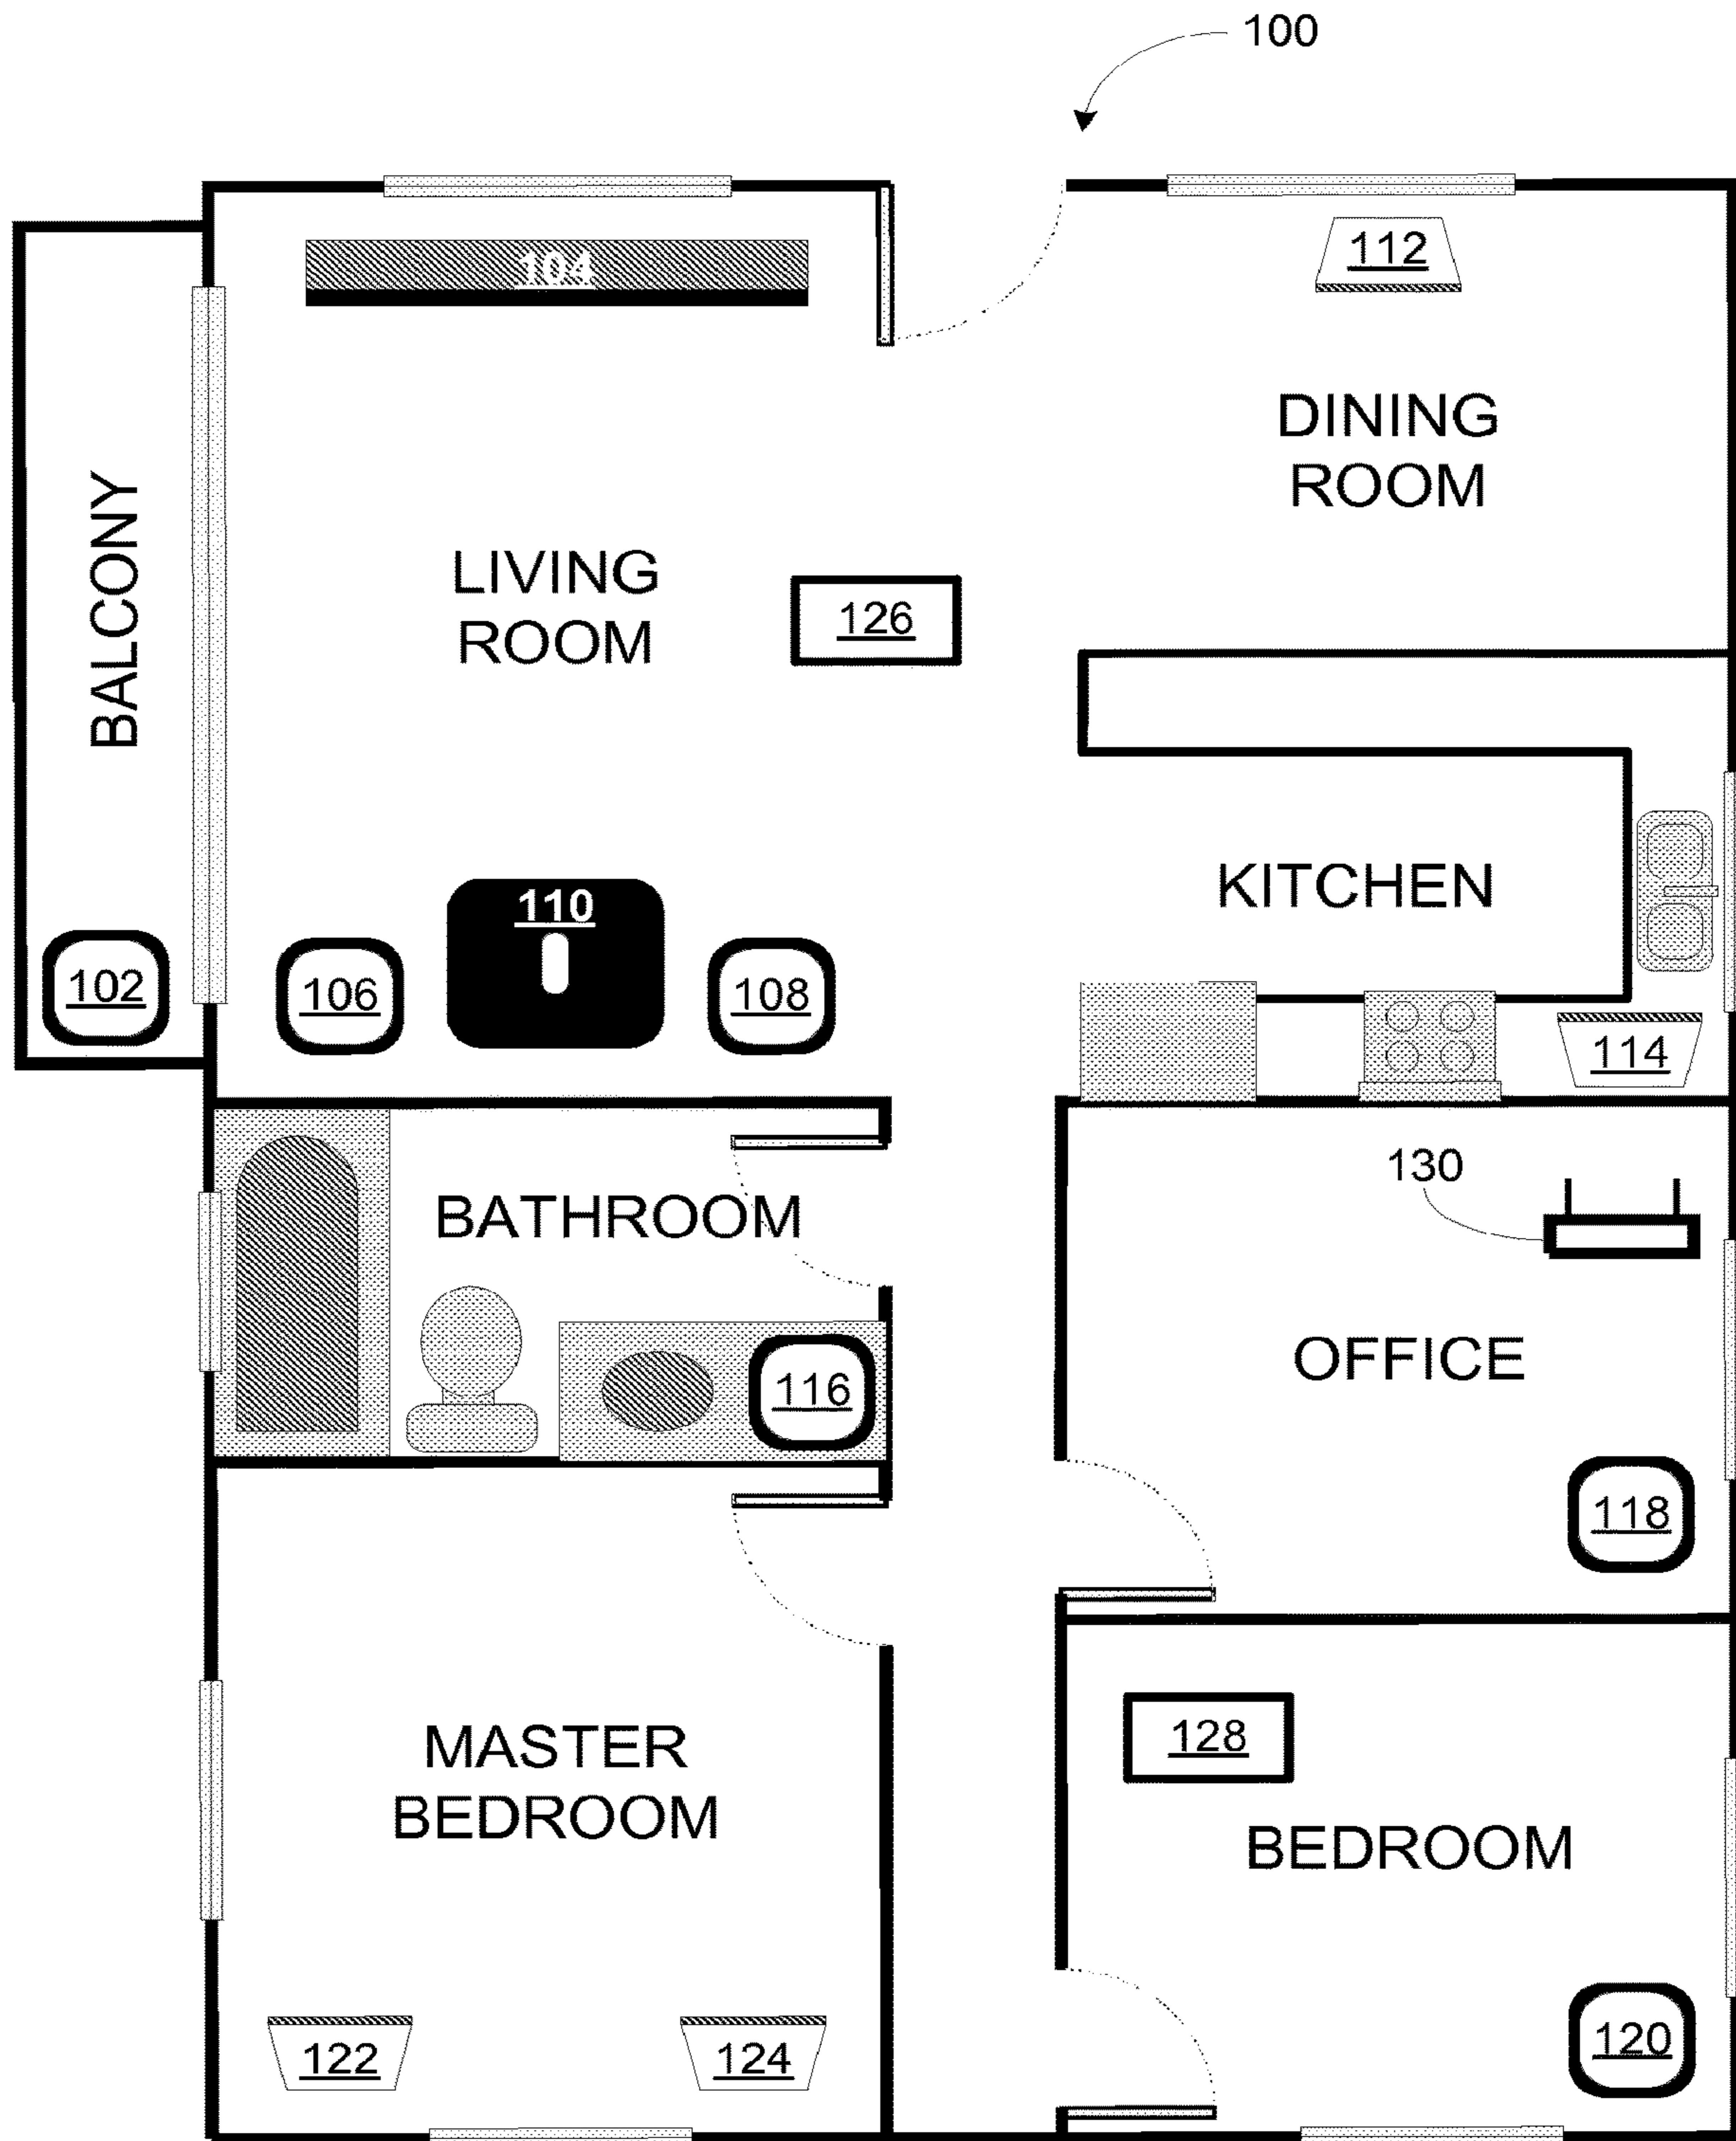 100
104
112
DINING
ROOM
BALCONY
LIVING
ROOM
126
110
KITCHEN
102
106
108
114
130
BATHROOM
OFFICE
116
118
MASTER
BEDROOM
128
BEDROOM
122
124
120